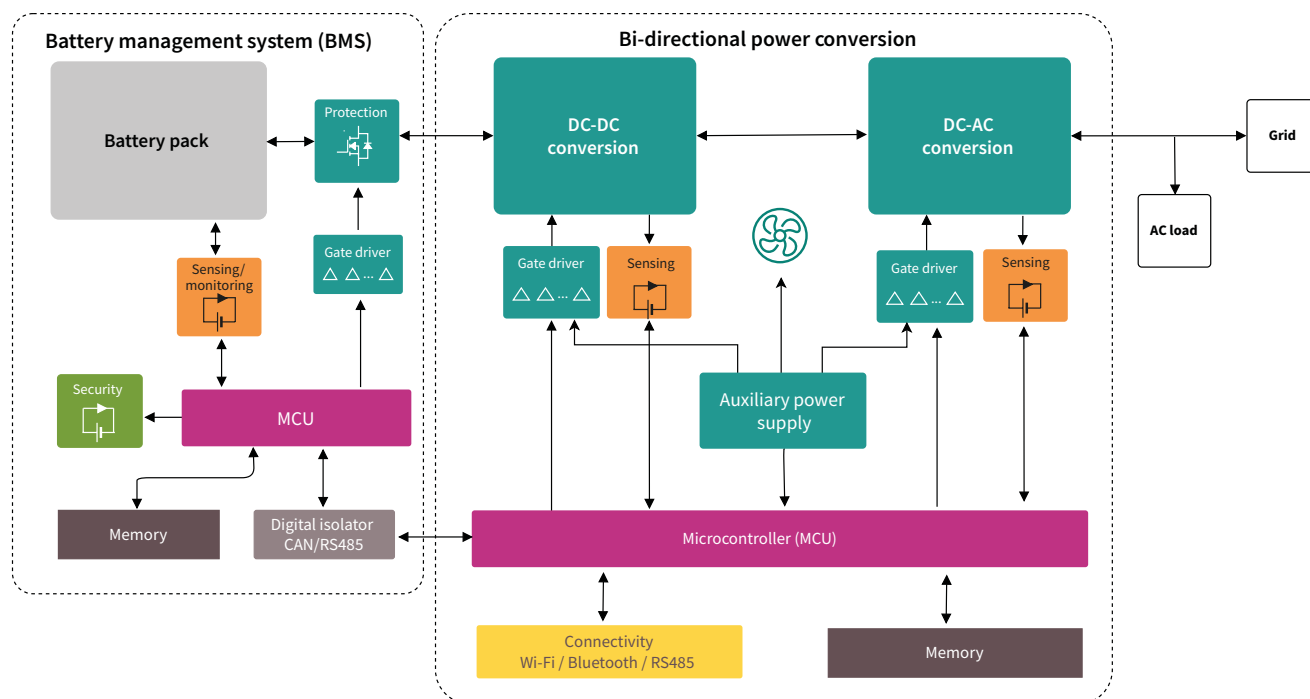 Battery management system (BMS)
Battery pack
Protection
Gate driver
...
Sensing/
monitoring
Security
MCU
Memory
Digital isolator
CAN/RS485
Bi-directional power conversion
DC-DC
conversion
DC-AC
conversion
Gate driver
...
Sensing
Gate driver
...
Sensing
Auxiliary power
supply
Microcontroller (MCU)
Connectivity
Wi-Fi / Bluetooth / RS485
Memory
Grid
AC load